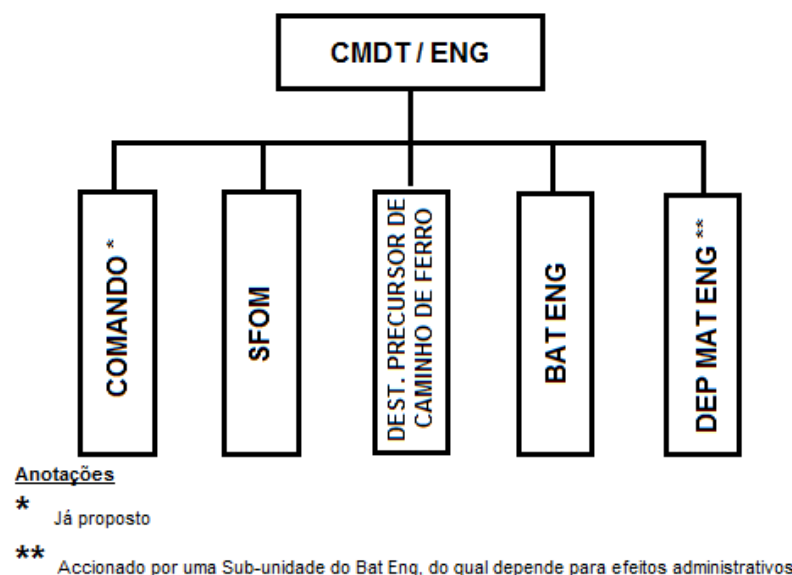 CMDT / ENG
COMANDO *
SFOM
DEST. PRECURSOR DE
CAMINHO DE FERRO
BAT ENG
DEP MAT ENG **
Anotações
* Já proposto
** Accionado por uma Sub-unidade do Bat Eng, do qual depende para efeitos administrativos